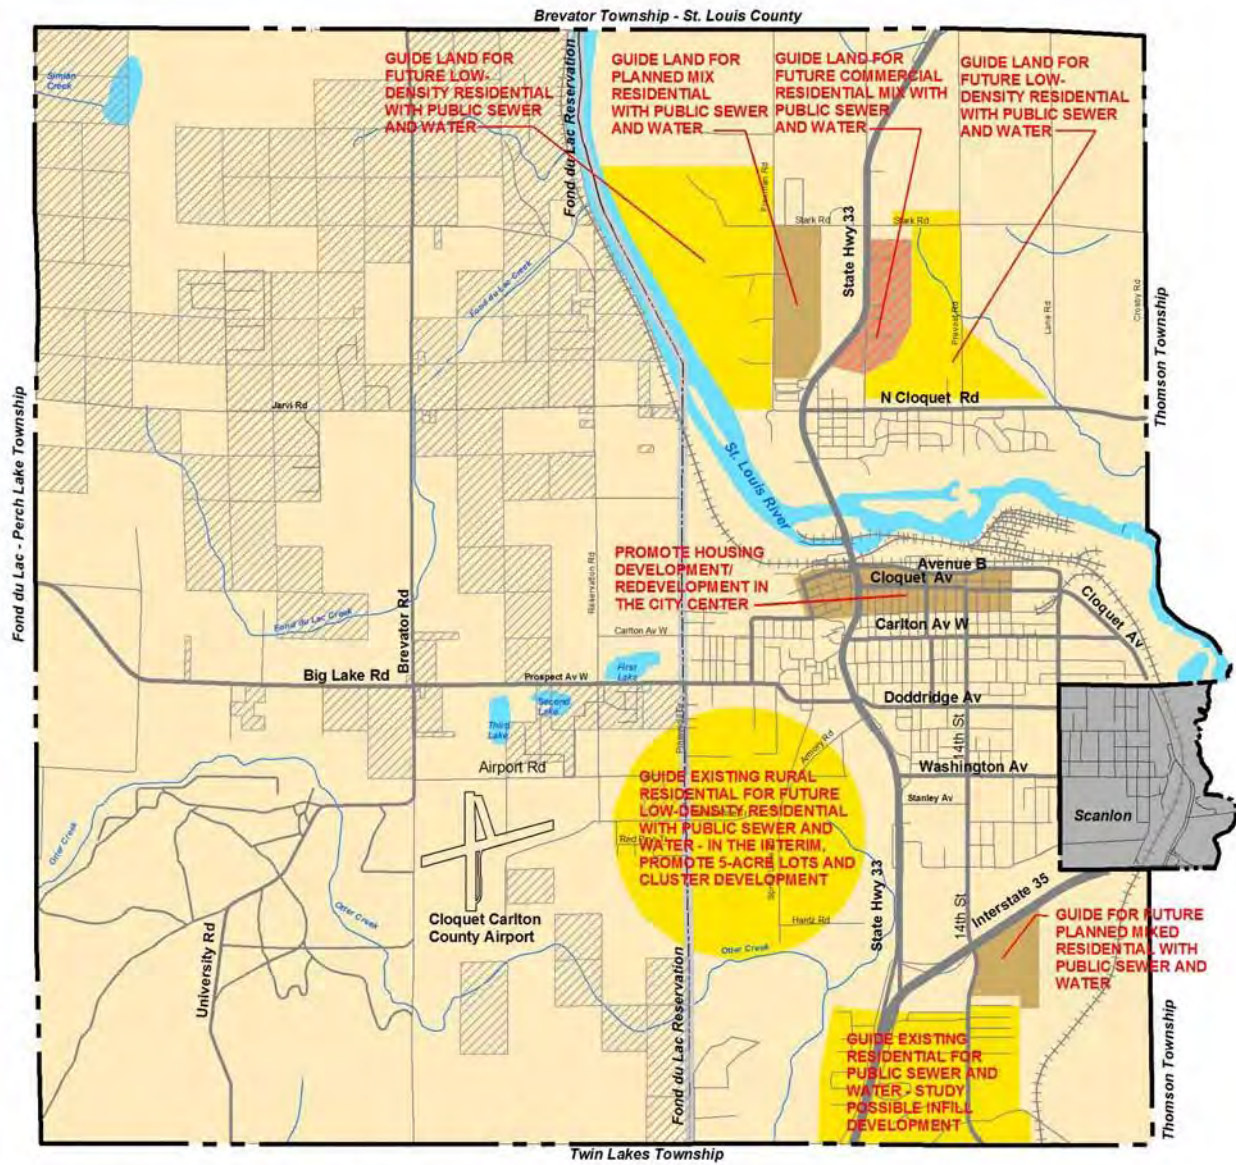 Brevator Township - St. Louis County
GUIDE LAND FOR
FUTURE LOW-
DENSITY RESIDENTIAL
WITH PUBLIC SEWER
AND WATER
GUIDE LAND FOR
PLANNED MIX
RESIDENTIAL
WITH PUBLIC SEWER
AND WATER
GUIDE LAND FOR
FUTURE COMMERCIAL
RESIDENTIAL MIX WITH
PUBLIC SEWER
AND WATER
GUIDE LAND FOR
FUTURE LOW-
DENSITY RESIDENTIAL
WITH PUBLIC SEWER
AND WATER
Simian
Creek
Fond du Lac Reservation
Freeman Rd
Stark Rd
Stark Rd
State Hwy 33
Fond du Lac Creek
Prevost Rd
Lane Rd
Crosby Rd
Thomson Township
Fond du Lac - Perch Lake Township
Jarvi Rd
N Cloquet Rd
St. Louis River
PROMOTE HOUSING
DEVELOPMENT/
REDEVELOPMENT IN
THE CITY CENTER
Avenue B
Cloquet Av
Cloquet Av
Reservation Rd
Brevator Rd
Fond du Lac Creek
Carlton Av W
Carlton Av W
Big Lake Rd
Prospect Av W
First
Lake
Second
Lake
Third
Lake
Doddridge Av
14th St
Armory Rd
Airport Rd
Washington Av
Stanley Av
Scanlon
GUIDE EXISTING RURAL
RESIDENTIAL FOR FUTURE
LOW-DENSITY RESIDENTIAL
WITH PUBLIC SEWER AND
WATER - IN THE INTERIM,
PROMOTE 5-ACRE LOTS AND
CLUSTER DEVELOPMENT
Otter Creek
Otter Creek
Cloquet Carlton
County Airport
University Rd
Hantz Rd
Otter Creek
State Hwy 33
14th St
Interstate 35
GUIDE FOR FUTURE
PLANNED MIXED
RESIDENTIAL WITH
PUBLIC SEWER AND
WATER
Fond du Lac Reservation
GUIDE EXISTING
RESIDENTIAL FOR
PUBLIC SEWER AND
WATER - STUDY
POSSIBLE INFILL
DEVELOPMENT
Thomson Township
Twin Lakes Township